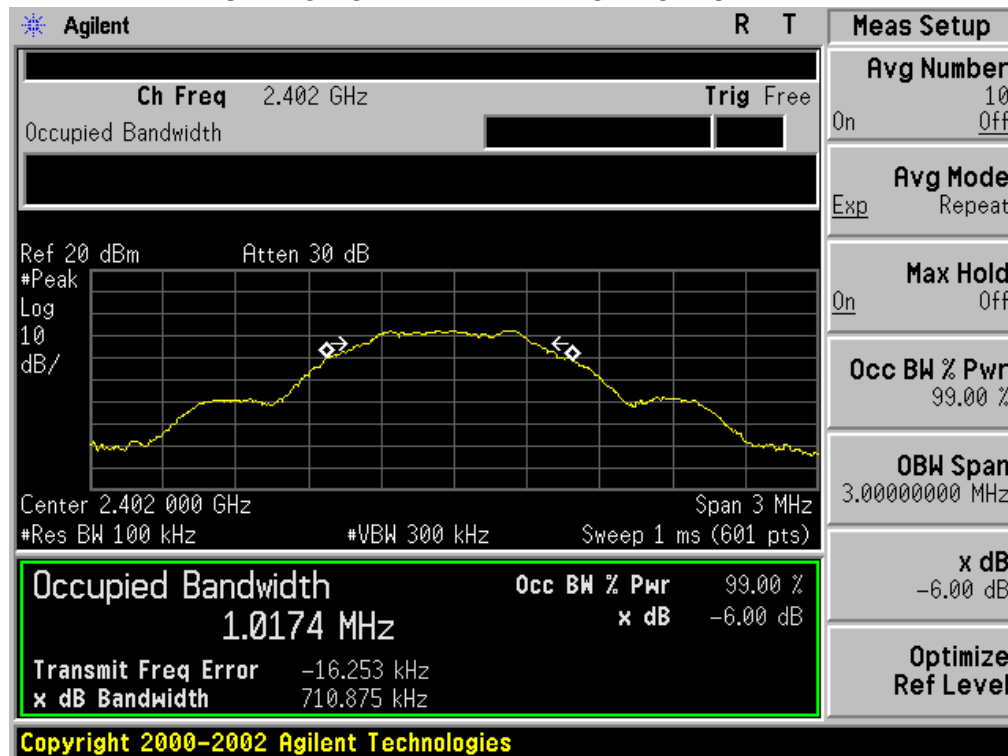 Agilent R T
Ch Freq 2.402 GHz Trig Free
Occupied Bandwidth
Ref 20 dBm Atten 30 dB
#Peak
Log
10
dB/
Center 2.402 000 GHz Span 3 MHz
#Res BW 100 kHz #VBW 300 kHz Sweep 1 ms (601 pts)
Occupied Bandwidth
1.0174 MHz
Occ BW % Pwr 99.00 %
x dB -6.00 dB
Transmit Freq Error -16.253 kHz
x dB Bandwidth 710.875 kHz
Copyright 2000-2002 Agilent Technologies
Meas Setup
Avg Number
10
On Off
Avg Mode
Exp Repeat
Max Hold
On Off
Occ BW % Pwr
99.00 %
OBW Span
3.00000000 MHz
x dB
-6.00 dB
Optimize
Ref Level